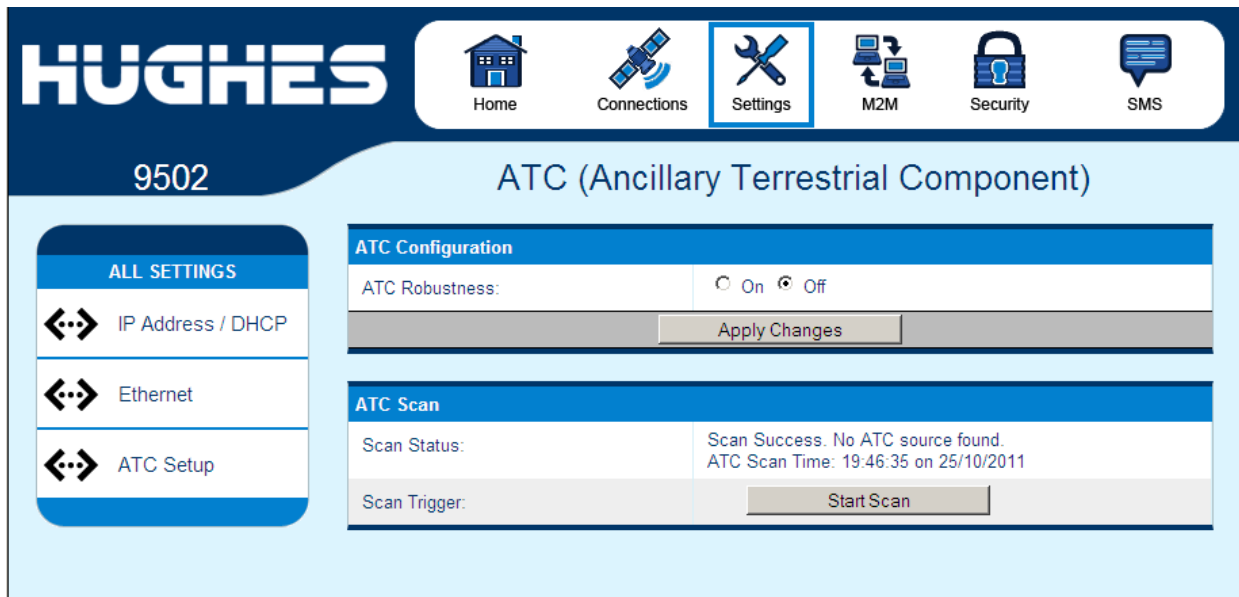 HUGHES
Home
Connections
Settings
M2M
Security
SMS
9502
ATC (Ancillary Terrestrial Component)
ALL SETTINGS
IP Address / DHCP
Ethernet
ATC Setup
ATC Configuration
ATC Robustness:
On Off
Apply Changes
ATC Scan
Scan Status:
Scan Success. No ATC source found.
ATC Scan Time: 19:46:35 on 25/10/2011
Scan Trigger:
Start Scan